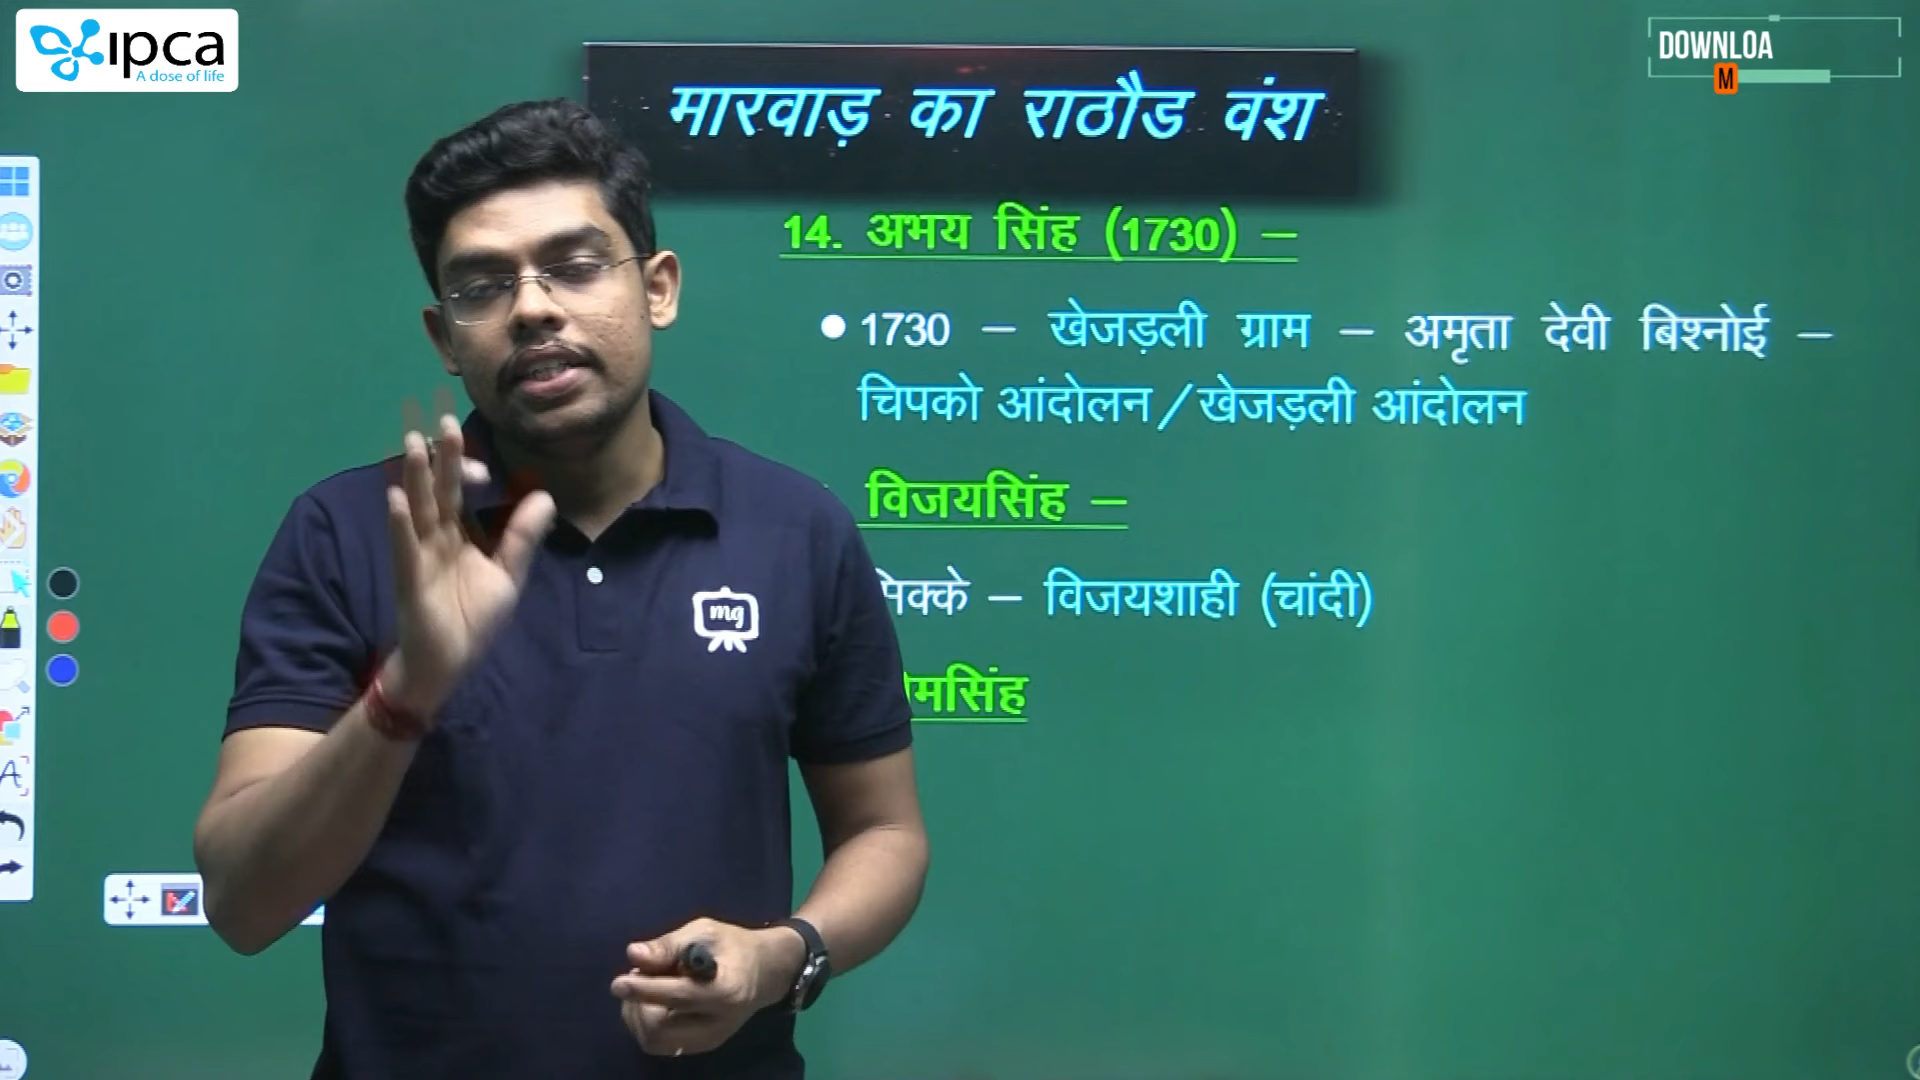 ipca
A dose of life
DOWNLOA
M
मारवाड़ का राठौड वंश
14. अभय सिंह (1730) –
1730 – खेजड़ली ग्राम – अमृता देवी बिश्नोई –
चिपको आंदोलन/खेजड़ली आंदोलन
विजयसिंह –
– विजयशाही (चांदी)
mg